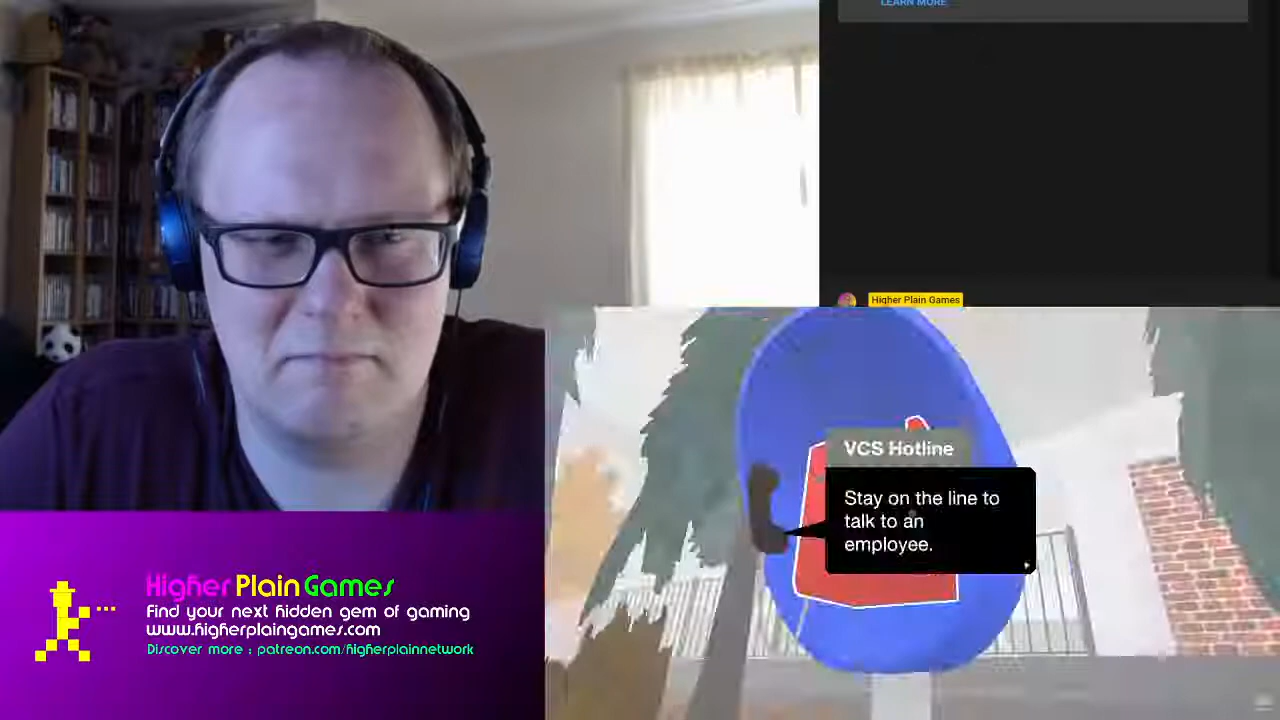 LEARN MORE
Higher Plain Games
VCS Hotline
Stay on the line to
talk to an
employee.
Higher Plain Games
Find your next hidden gem of gaming
www.higherplaingames.com
Discover more : patreon.com/higherplainnetwork